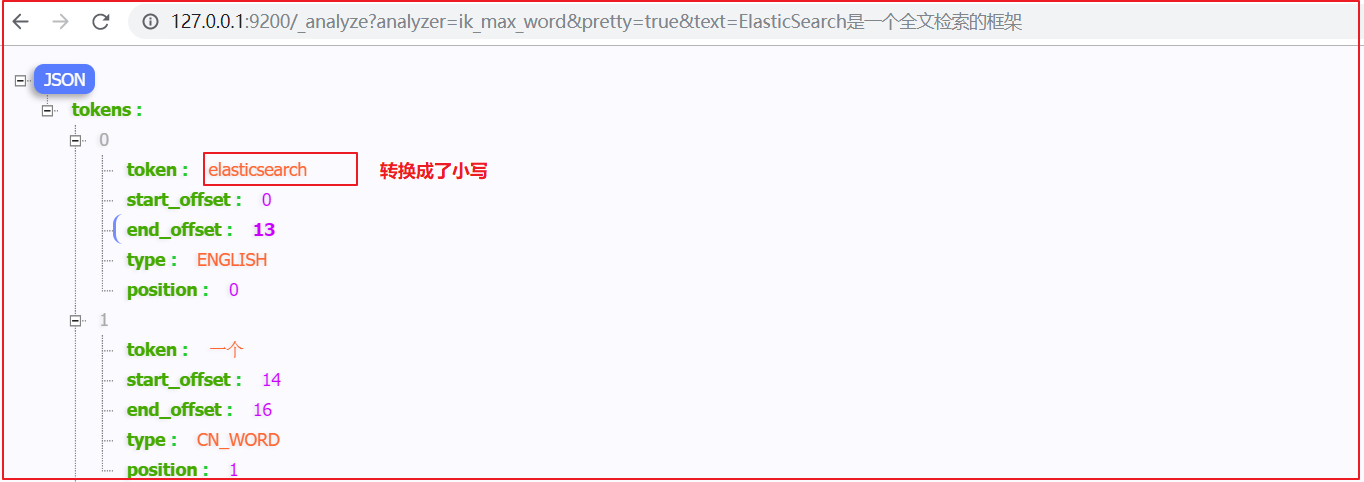 127.0.0.1:9200/_analyze?analyzer=ik_max_word&pretty=true&text=ElasticSearch是一个全文检索的框架
JSON
tokens :
0
token : elasticsearch 转换成了小写
start_offset : 0
end_offset : 13
type : ENGLISH
position : 0
1
token : 一个
start_offset : 14
end_offset : 16
type : CN_WORD
position : 1